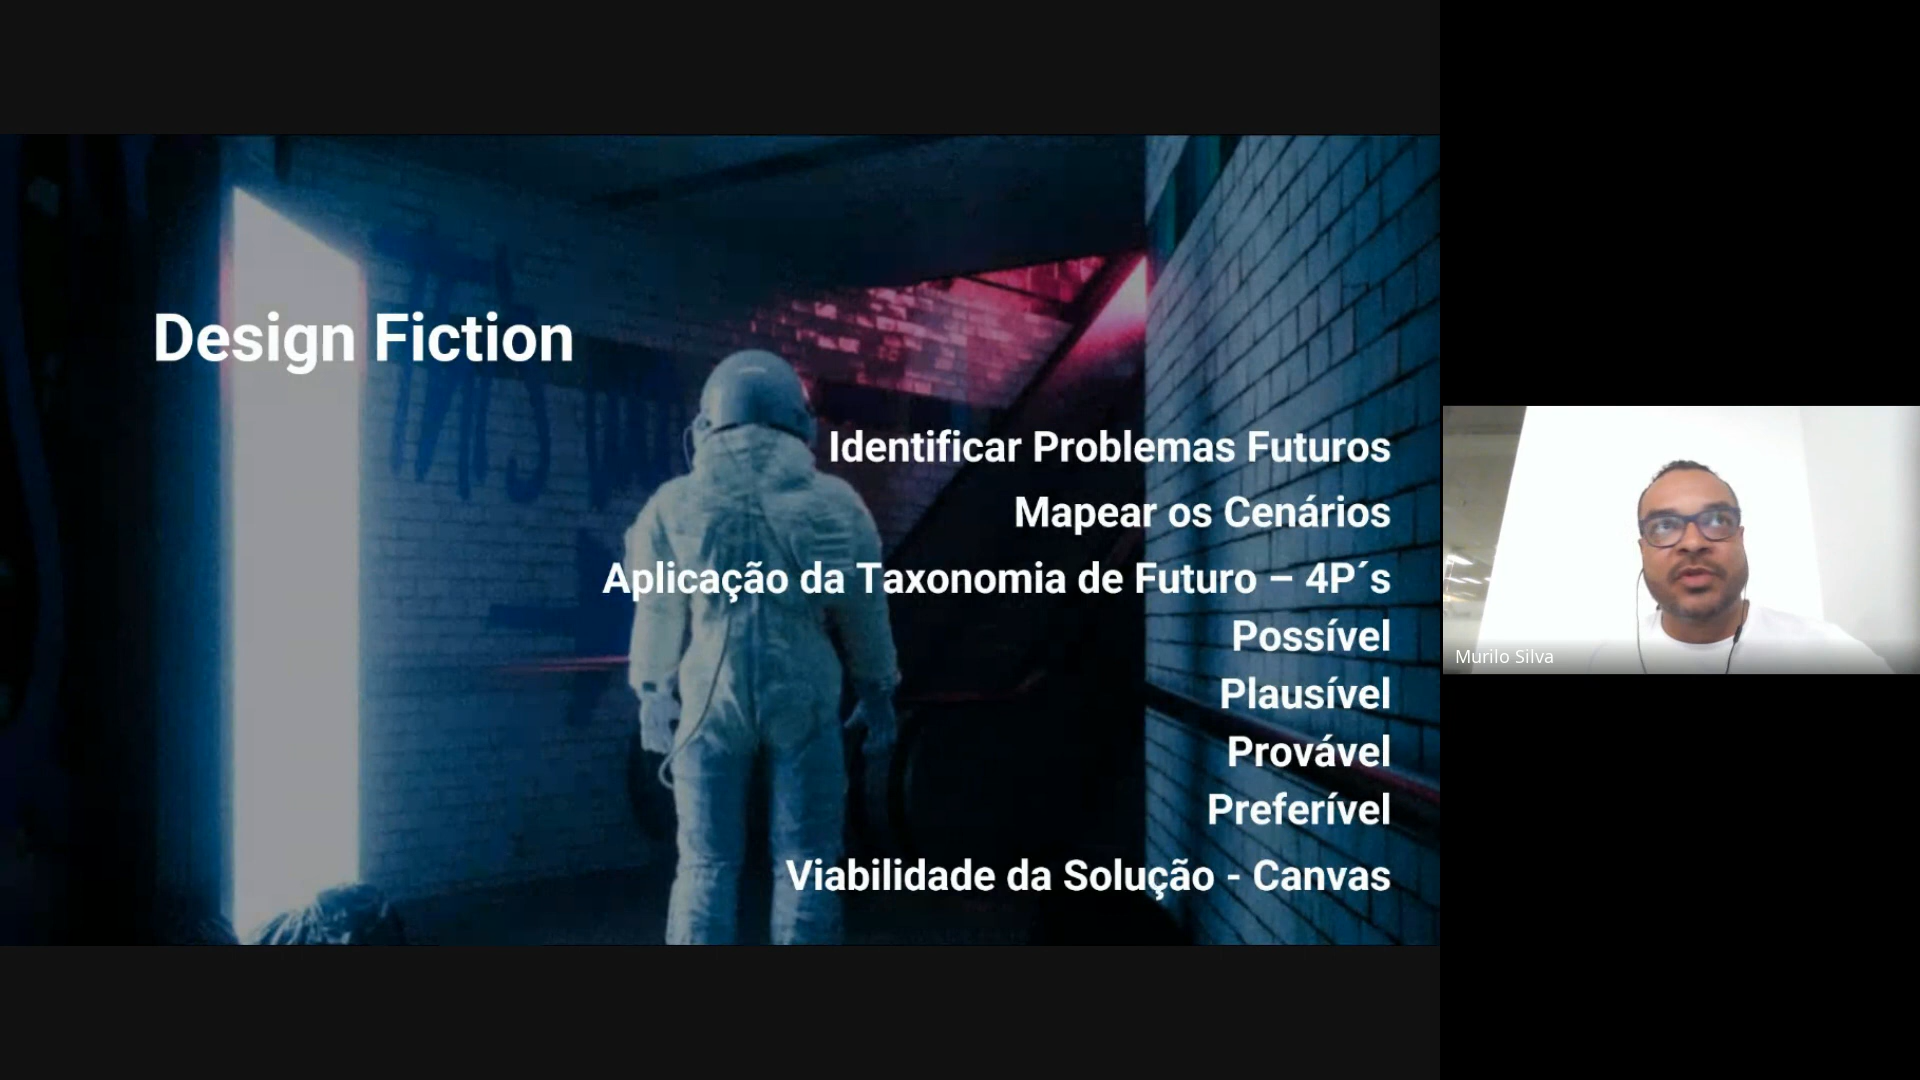 Design Fiction
Identificar Problemas Futuros
Mapear os Cenários
Aplicação da Taxonomia de Futuro – 4P´s
Possível
Plausível
Provável
Preferível
Viabilidade da Solução - Canvas
Murilo Silva